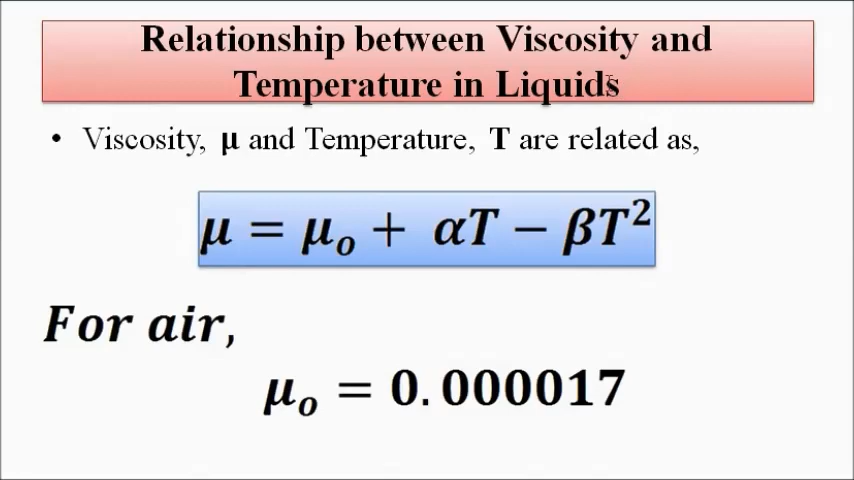 Relationship between Viscosity and
Temperature in Liquids
• Viscosity, μ and Temperature, T are related as,
μ = μₒ + αT − βT²
For air,
μₒ = 0.000017